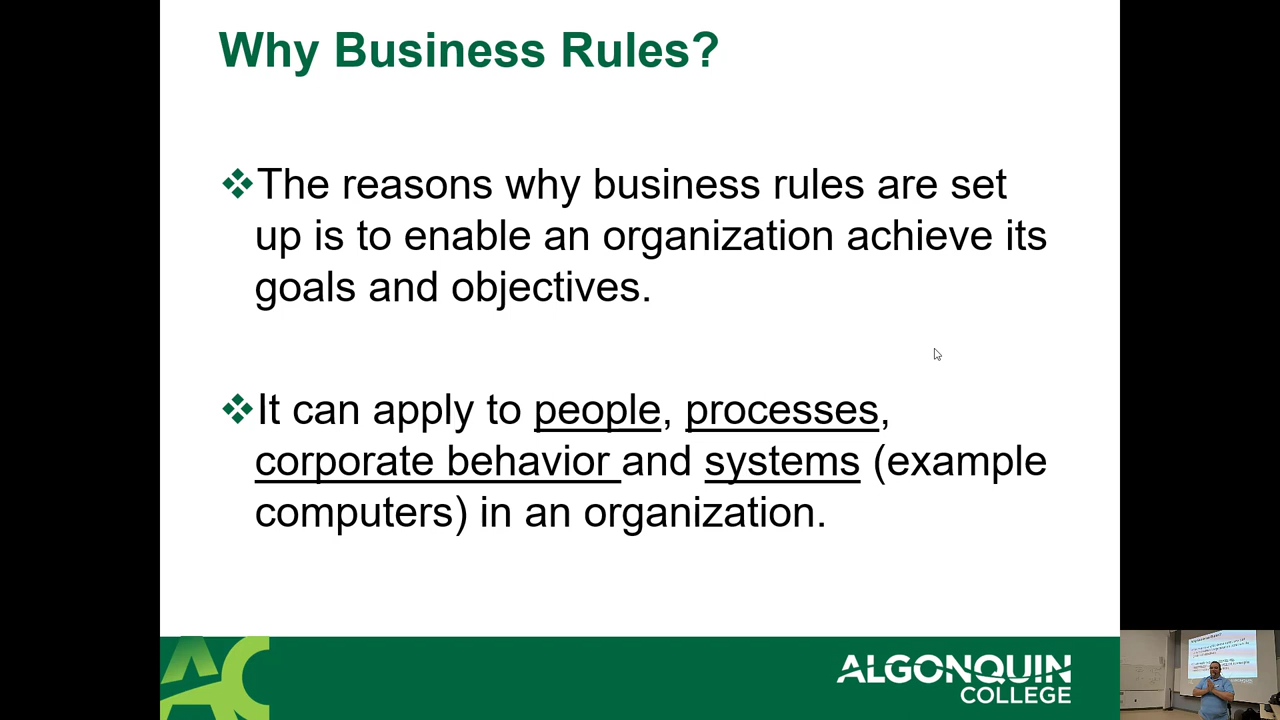 Why Business Rules?
❖The reasons why business rules are set
up is to enable an organization achieve its
goals and objectives.
❖It can apply to people, processes,
corporate behavior and systems (example
computers) in an organization.
AC
ALGONQUIN
COLLEGE